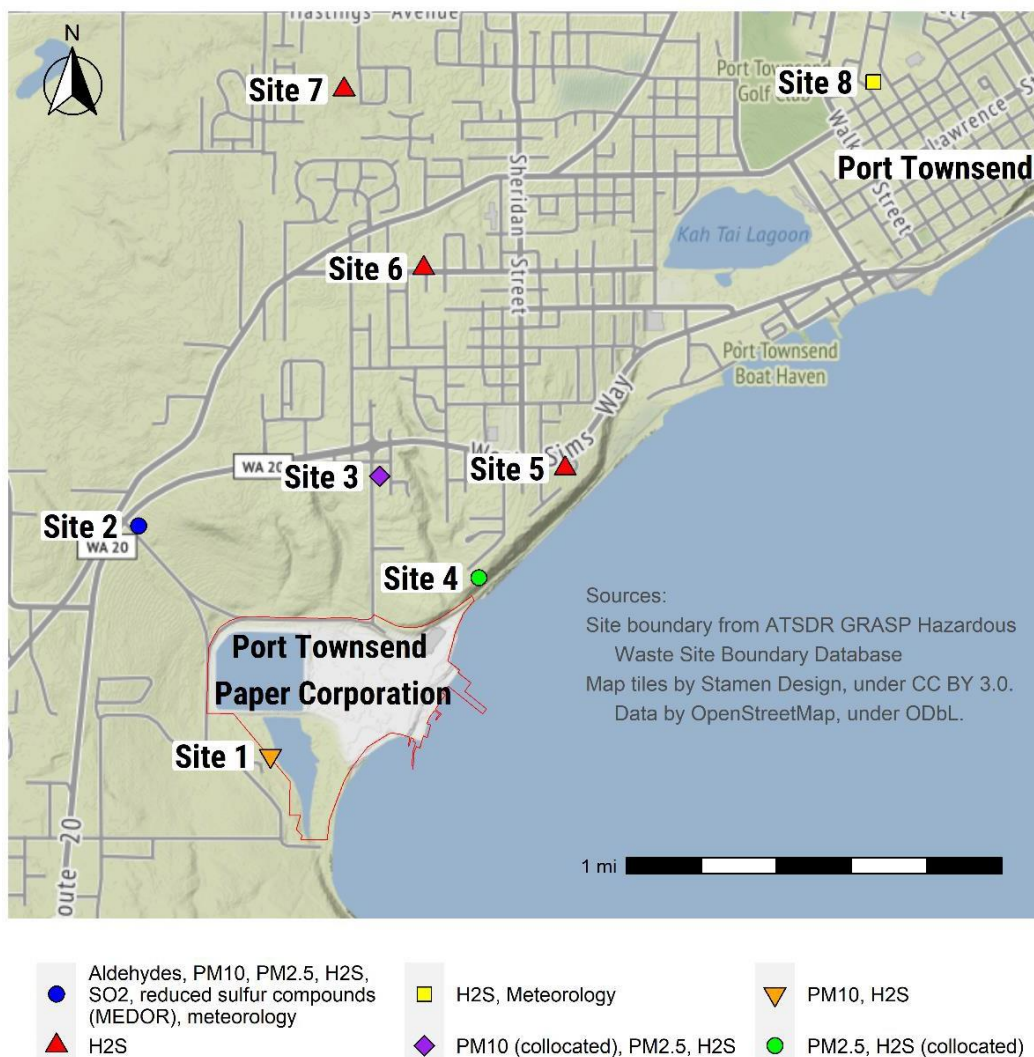 Hastings Avenue
N
Site 7
Port Townsend
Golf Club
Site 8
Lawrence St
Walk
Street
Port Townsend
Sheridan Street
Kah Tai Lagoon
Site 6
Port Townsend
Boat Haven
Sims Way
WA 20
Site 3
Site 5
Site 2
WA 20
Site 4
Sources:
Site boundary from ATSDR GRASP Hazardous
Waste Site Boundary Database
Map tiles by Stamen Design, under CC BY 3.0.
Data by OpenStreetMap, under ODbL.
Port Townsend
Paper Corporation
Site 1
oute 20
1 mi
Aldehydes, PM10, PM2.5, H2S,
SO2, reduced sulfur compounds
(MEDOR), meteorology
H2S, Meteorology
PM10, H2S
H2S
PM10 (collocated), PM2.5, H2S
PM2.5, H2S (collocated)